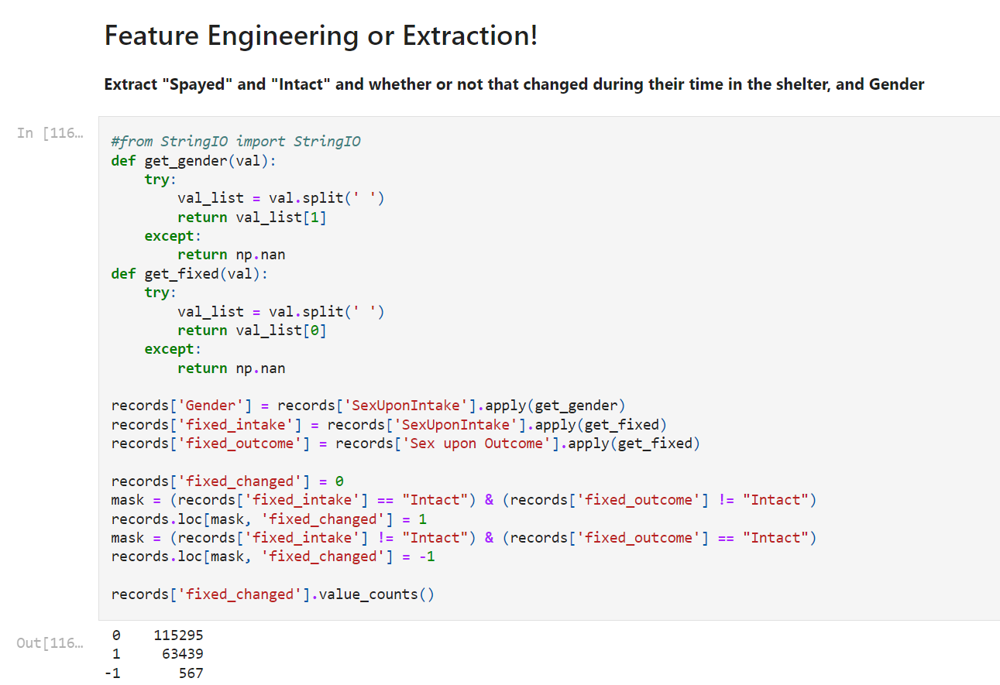 Feature Engineering or Extraction!
Extract "Spayed" and "Intact" and whether or not that changed during their time in the shelter, and Gender
In [116…
#from StringIO import StringIO
def get_gender(val):
    try:
        val_list = val.split(' ')
        return val_list[1]
    except:
        return np.nan
def get_fixed(val):
    try:
        val_list = val.split(' ')
        return val_list[0]
    except:
        return np.nan
records['Gender'] = records['SexUponIntake'].apply(get_gender)
records['fixed_intake'] = records['SexUponIntake'].apply(get_fixed)
records['fixed_outcome'] = records['Sex upon Outcome'].apply(get_fixed)
records['fixed_changed'] = 0
mask = (records['fixed_intake'] == "Intact") & (records['fixed_outcome'] != "Intact")
records.loc[mask, 'fixed_changed'] = 1
mask = (records['fixed_intake'] != "Intact") & (records['fixed_outcome'] == "Intact")
records.loc[mask, 'fixed_changed'] = -1
records['fixed_changed'].value_counts()
Out[116…
 0    115295
 1     63439
-1       567